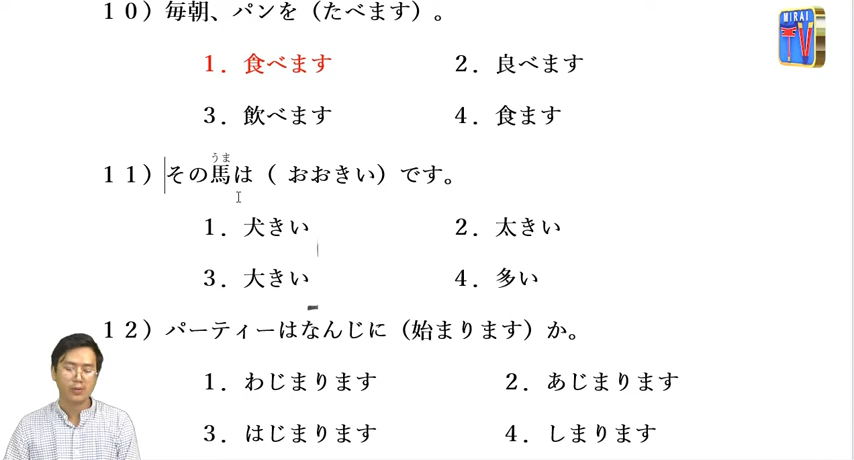 １０）毎朝、パンを（たべます）。
１．食べます　２．良べます
３．飲べます　４．食ます
MIRAI
TV
うま
１１）その馬は（ おおきい）です。
１．犬きい　２．太きい
３．大きい　４．多い
１２）パーティーはなんじに（始まります）か。
１．わじまります　２．あじまります
３．はじまります　４．しまります